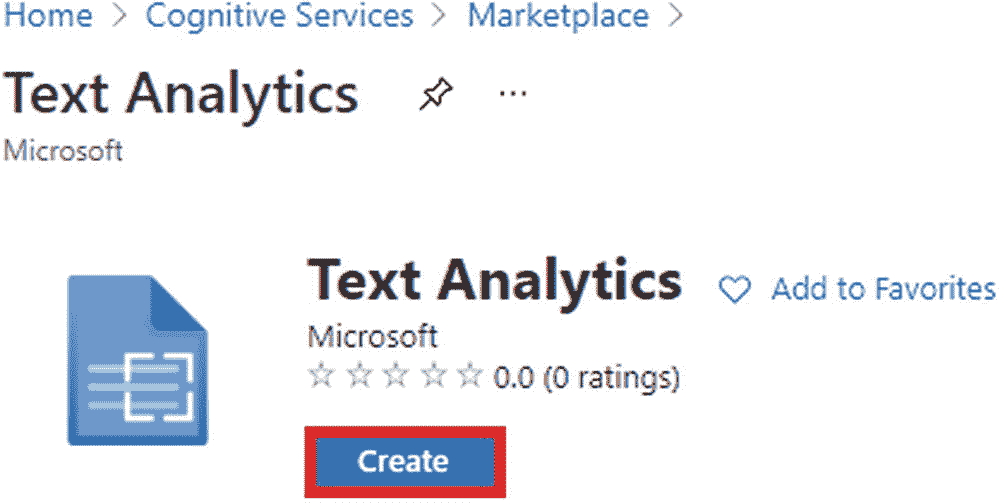 Home > Cognitive Services > Marketplace >
Text Analytics ...
Microsoft
Text Analytics Add to Favorites
Microsoft
0.0 (0 ratings)
Create